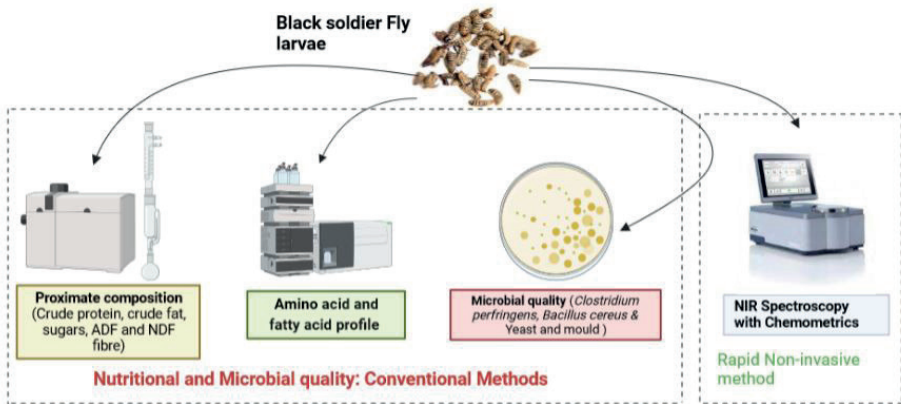 Black soldier Fly
larvae
Proximate composition
(Crude protein, crude fat,
sugars, ADF and NDF
fibre)
Amino acid and
fatty acid profile
Microbial quality (Clostridium
perfringens, Bacillus cereus &
Yeast and mould )
NIR Spectroscopy
with Chemometrics
Nutritional and Microbial quality: Conventional Methods
Rapid Non-invasive
method